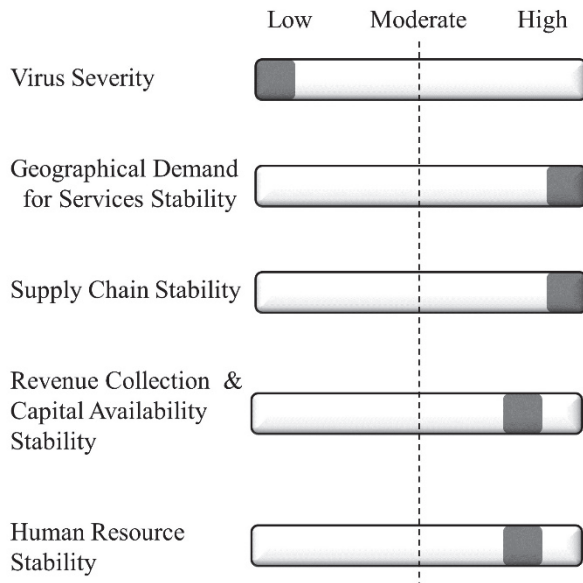 Low Moderate High
Virus Severity
Geographical Demand
for Services Stability
Supply Chain Stability
Revenue Collection &
Capital Availability
Stability
Human Resource
Stability